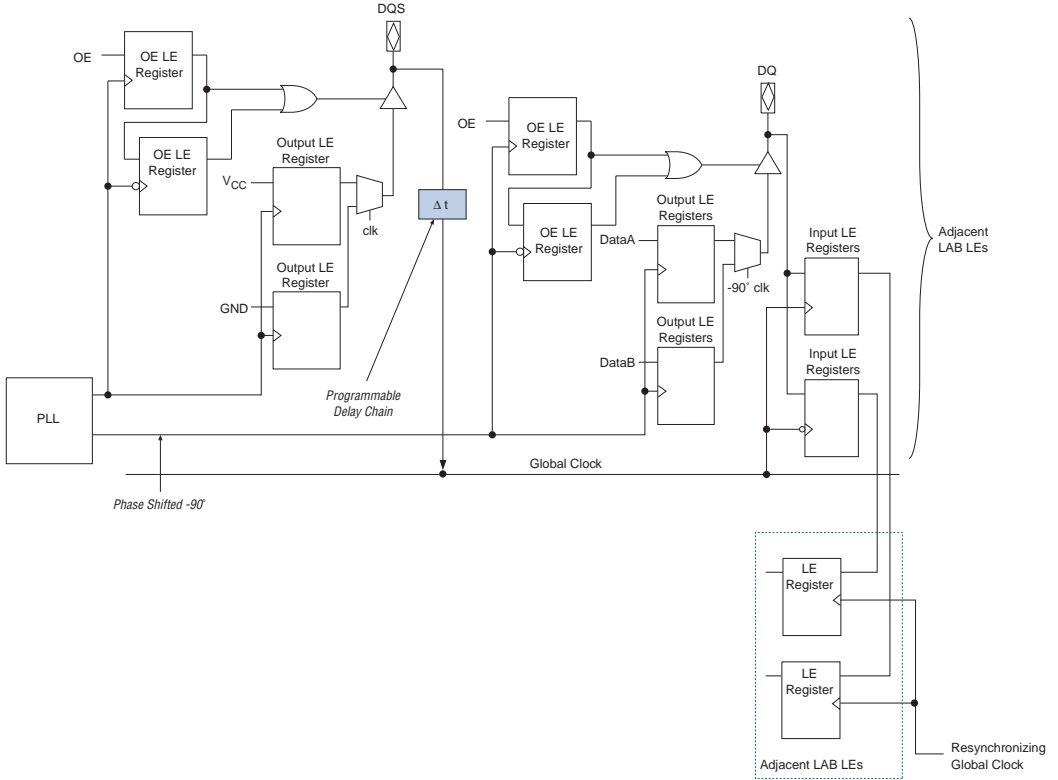 DQS
OE
OE LE
Register
OE LE
Register
Output LE
Register
VCC
clk
Output LE
Register
GND
Δ t
Programmable
Delay Chain
PLL
Phase Shifted -90°
Global Clock
DQ
OE
OE LE
Register
OE LE
Register
Output LE
Registers
DataA
-90° clk
Output LE
Registers
DataB
Input LE
Registers
Input LE
Registers
Adjacent
LAB LEs
LE
Register
LE
Register
Adjacent LAB LEs
Resynchronizing
Global Clock